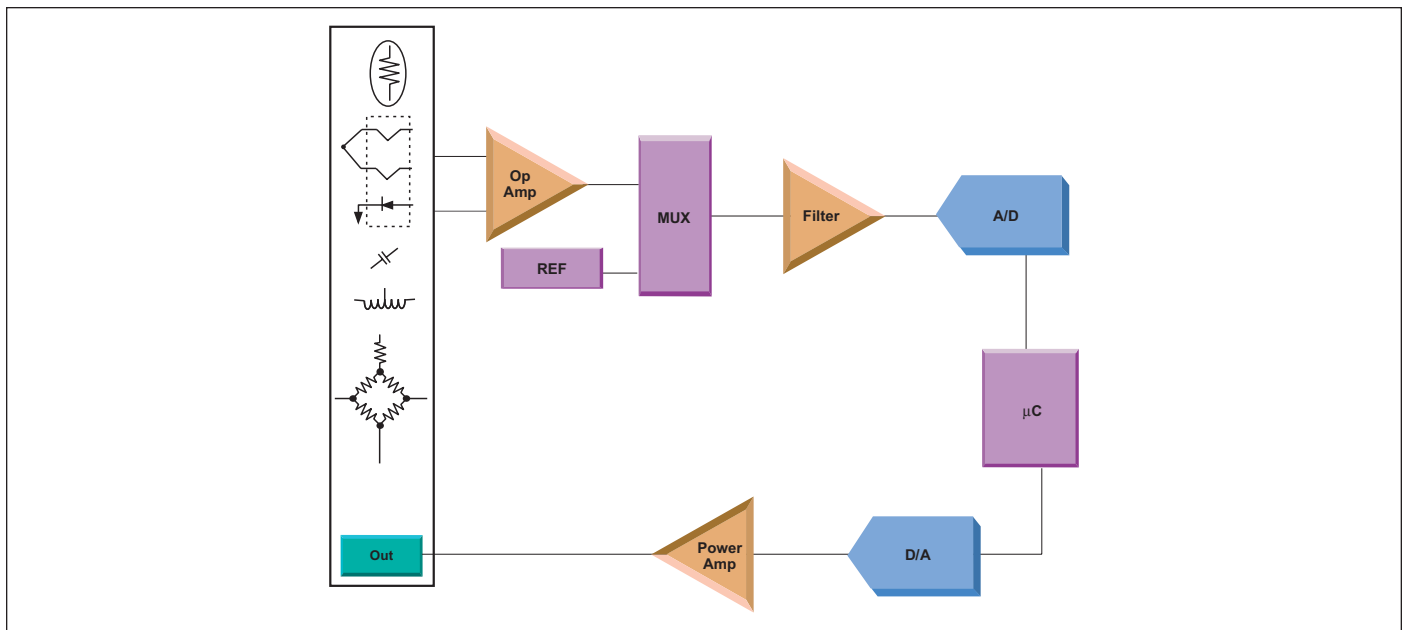 Op
Amp
MUX
REF
Filter
A/D
μC
Out
Power
Amp
D/A